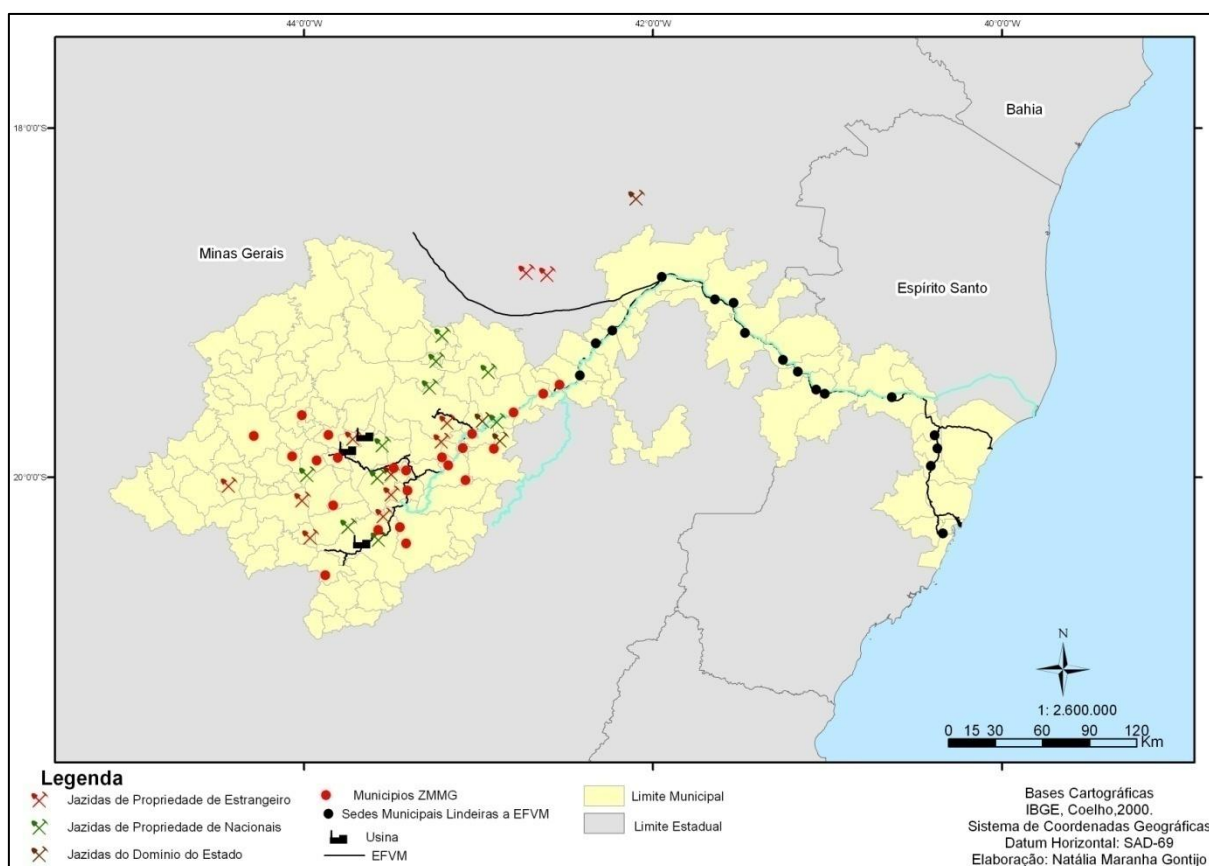 44°0'0"W
42°0'0"W
40°0'0"W
18°0'0"S
20°0'0"S
Bahia
Minas Gerais
Espírito Santo
N
1: 2.600.000
0 15 30 60 90 120
Km
Legenda
Jazidas de Propriedade de Estrangeiro
Jazidas de Propriedade de Nacionais
Jazidas do Dominio do Estado
Municipios ZMMG
Sedes Municipais Lindeiras a EFVM
Usina
EFVM
Limite Municipal
Limite Estadual
Bases Cartográficas
IBGE, Coelho,2000.
Sistema de Coordenadas Geográficas
Datum Horizontal: SAD-69
Elaboração: Natália Maranha Gontijo